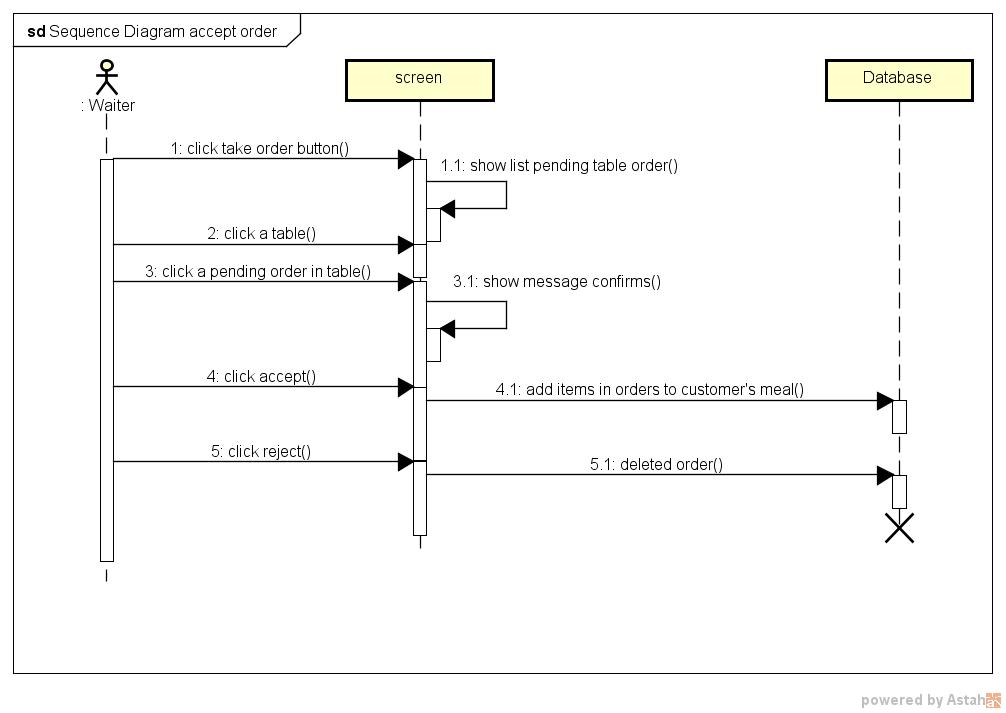 sd Sequence Diagram accept order
: Waiter
screen
Database
1: click take order button()
1.1: show list pending table order()
2: click a table()
3: click a pending order in table()
3.1: show message confirms()
4: click accept()
4.1: add items in orders to customer's meal()
5: click reject()
5.1: deleted order()
powered by Astah